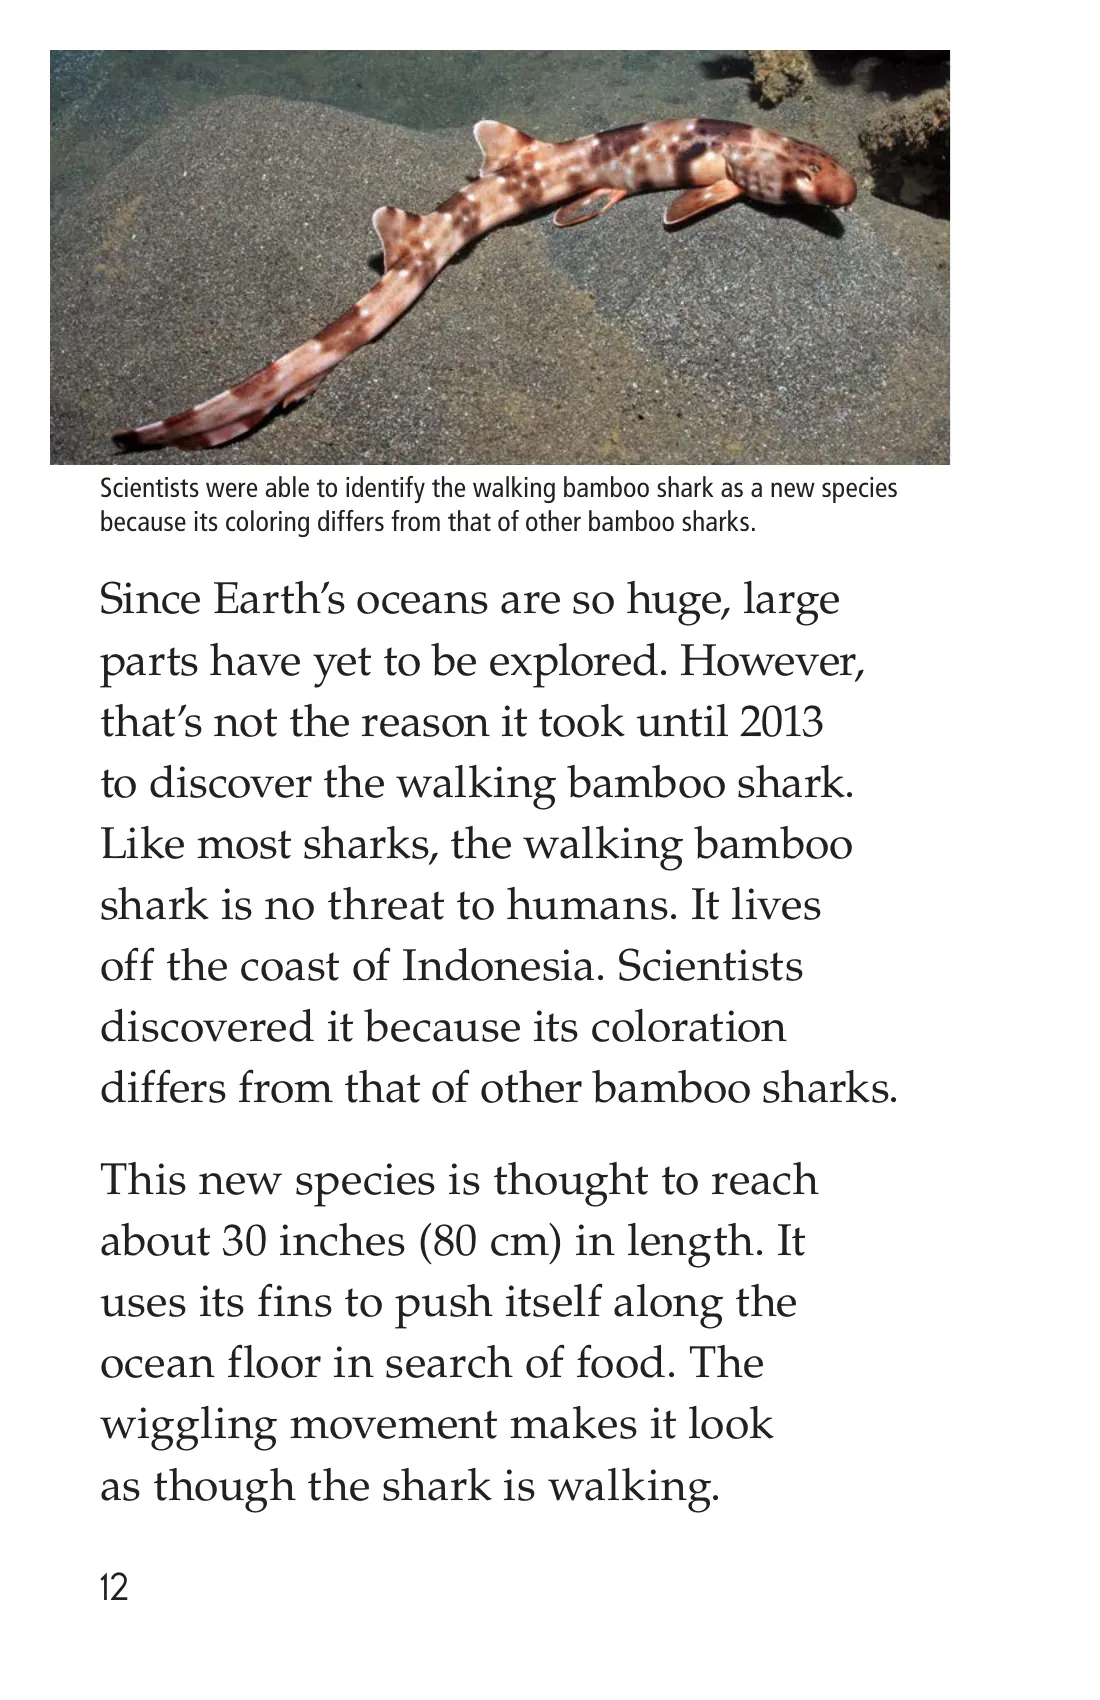 Scientists were able to identify the walking bamboo shark as a new species
because its coloring differs from that of other bamboo sharks.
Since Earth’s oceans are so huge, large
parts have yet to be explored. However,
that’s not the reason it took until 2013
to discover the walking bamboo shark.
Like most sharks, the walking bamboo
shark is no threat to humans. It lives
off the coast of Indonesia. Scientists
discovered it because its coloration
differs from that of other bamboo sharks.
This new species is thought to reach
about 30 inches (80 cm) in length. It
uses its fins to push itself along the
ocean floor in search of food. The
wiggling movement makes it look
as though the shark is walking.
12